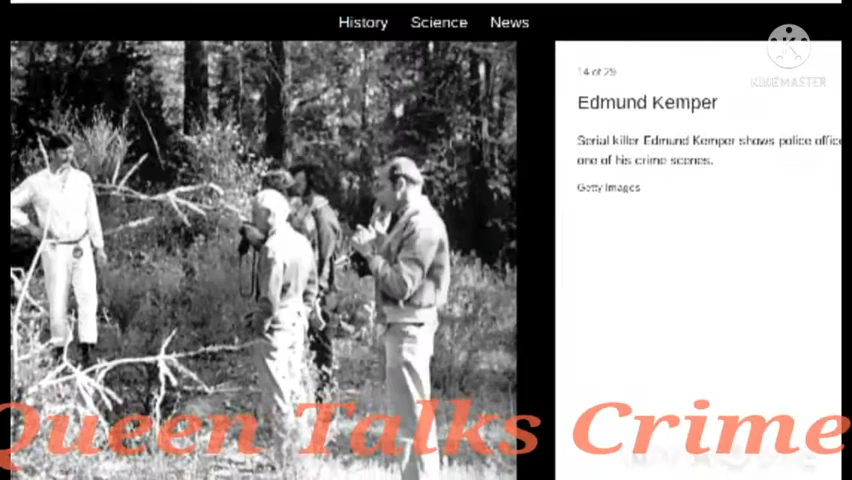 History Science News
KINEMASTER
14 of 29
Edmund Kemper
Serial killer Edmund Kemper shows police office
one of his crime scenes.
Getty Images
Queen Talks Crime